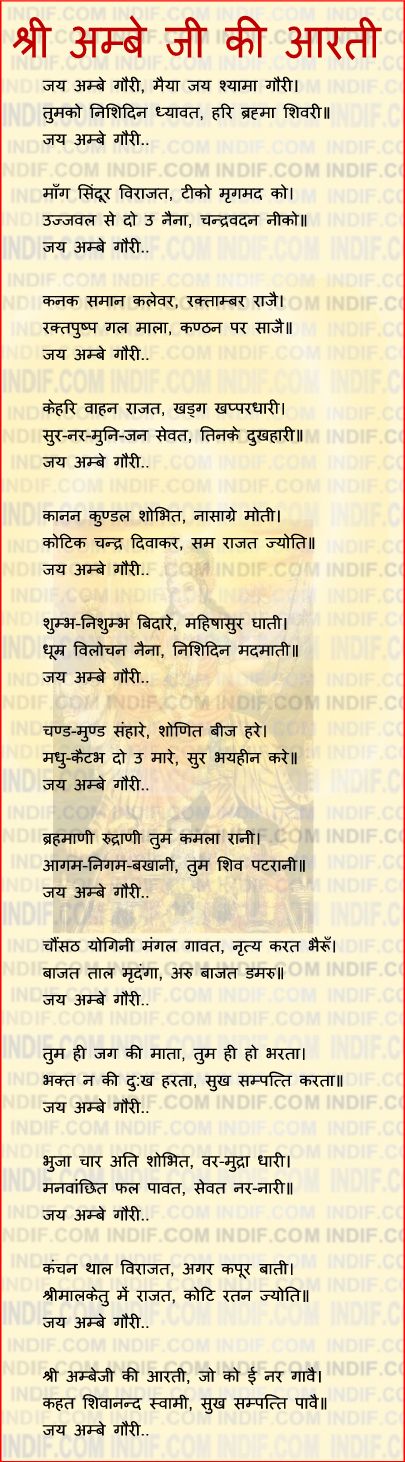 श्री अम्बे जी की आरती
जय अम्बे गौरी, मैया जय श्यामा गौरी।
तुमको निशिदिन ध्यावत, हरि ब्रहमा शिवरी॥
जय अम्बे गौरी..
माँग सिंदूर विराजत, टीको मृगमद को।
उज्जवल से दो उ नैना, चन्द्रवदन नीको॥
जय अम्बे गौरी..
कनक समान कलेवर, रक्ताम्बर राजै।
रक्तपुष्प गल माला, कण्ठन पर साजै॥
जय अम्बे गौरी..
केहरि वाहन राजत, खड्ग खप्परधारी।
सुर-नर-मुनि-जन सेवत, तिनके दुखहारी॥
जय अम्बे गौरी..
कानन कुण्डल शोभित, नासाग्रे मोती।
कोटिक चन्द्र दिवाकर, सम राजत ज्योति॥
जय अम्बे गौरी..
शुम्भ-निशुम्भ बिदारे, महिषासुर घाती।
धूम्र विलोचन नैना, निशिदिन मदमाती॥
जय अम्बे गौरी..
चण्ड-मुण्ड संहारे, शोणित बीज हरे।
मधु-कैटभ दो उ मारे, सुर भयहीन करे॥
जय अम्बे गौरी..
ब्रहमाणी रुद्राणी तुम कमला रानी।
आगम-निगम-बखानी, तुम शिव पटरानी॥
जय अम्बे गौरी..
चौंसठ योगिनी मंगल गावत, नृत्य करत भैरूँ।
बाजत ताल मृदंगा, अरु बाजत डमरु॥
जय अम्बे गौरी..
तुम ही जग की माता, तुम ही हो भरता।
भक्त न की दु:ख हरता, सुख सम्पत्ति करता॥
जय अम्बे गौरी..
भुजा चार अति शोभित, वर-मुद्रा धारी।
मनवांछित फल पावत, सेवत नर-नारी॥
जय अम्बे गौरी..
कंचन थाल विराजत, अगर कपूर बाती।
श्रीमालकेतु में राजत, कोटि रतन ज्योति॥
जय अम्बे गौरी..
श्री अम्बेजी की आरती, जो को ई नर गावै।
कहत शिवानन्द स्वामी, सुख सम्पत्ति पावै॥
जय अम्बे गौरी..
INDIF.COM